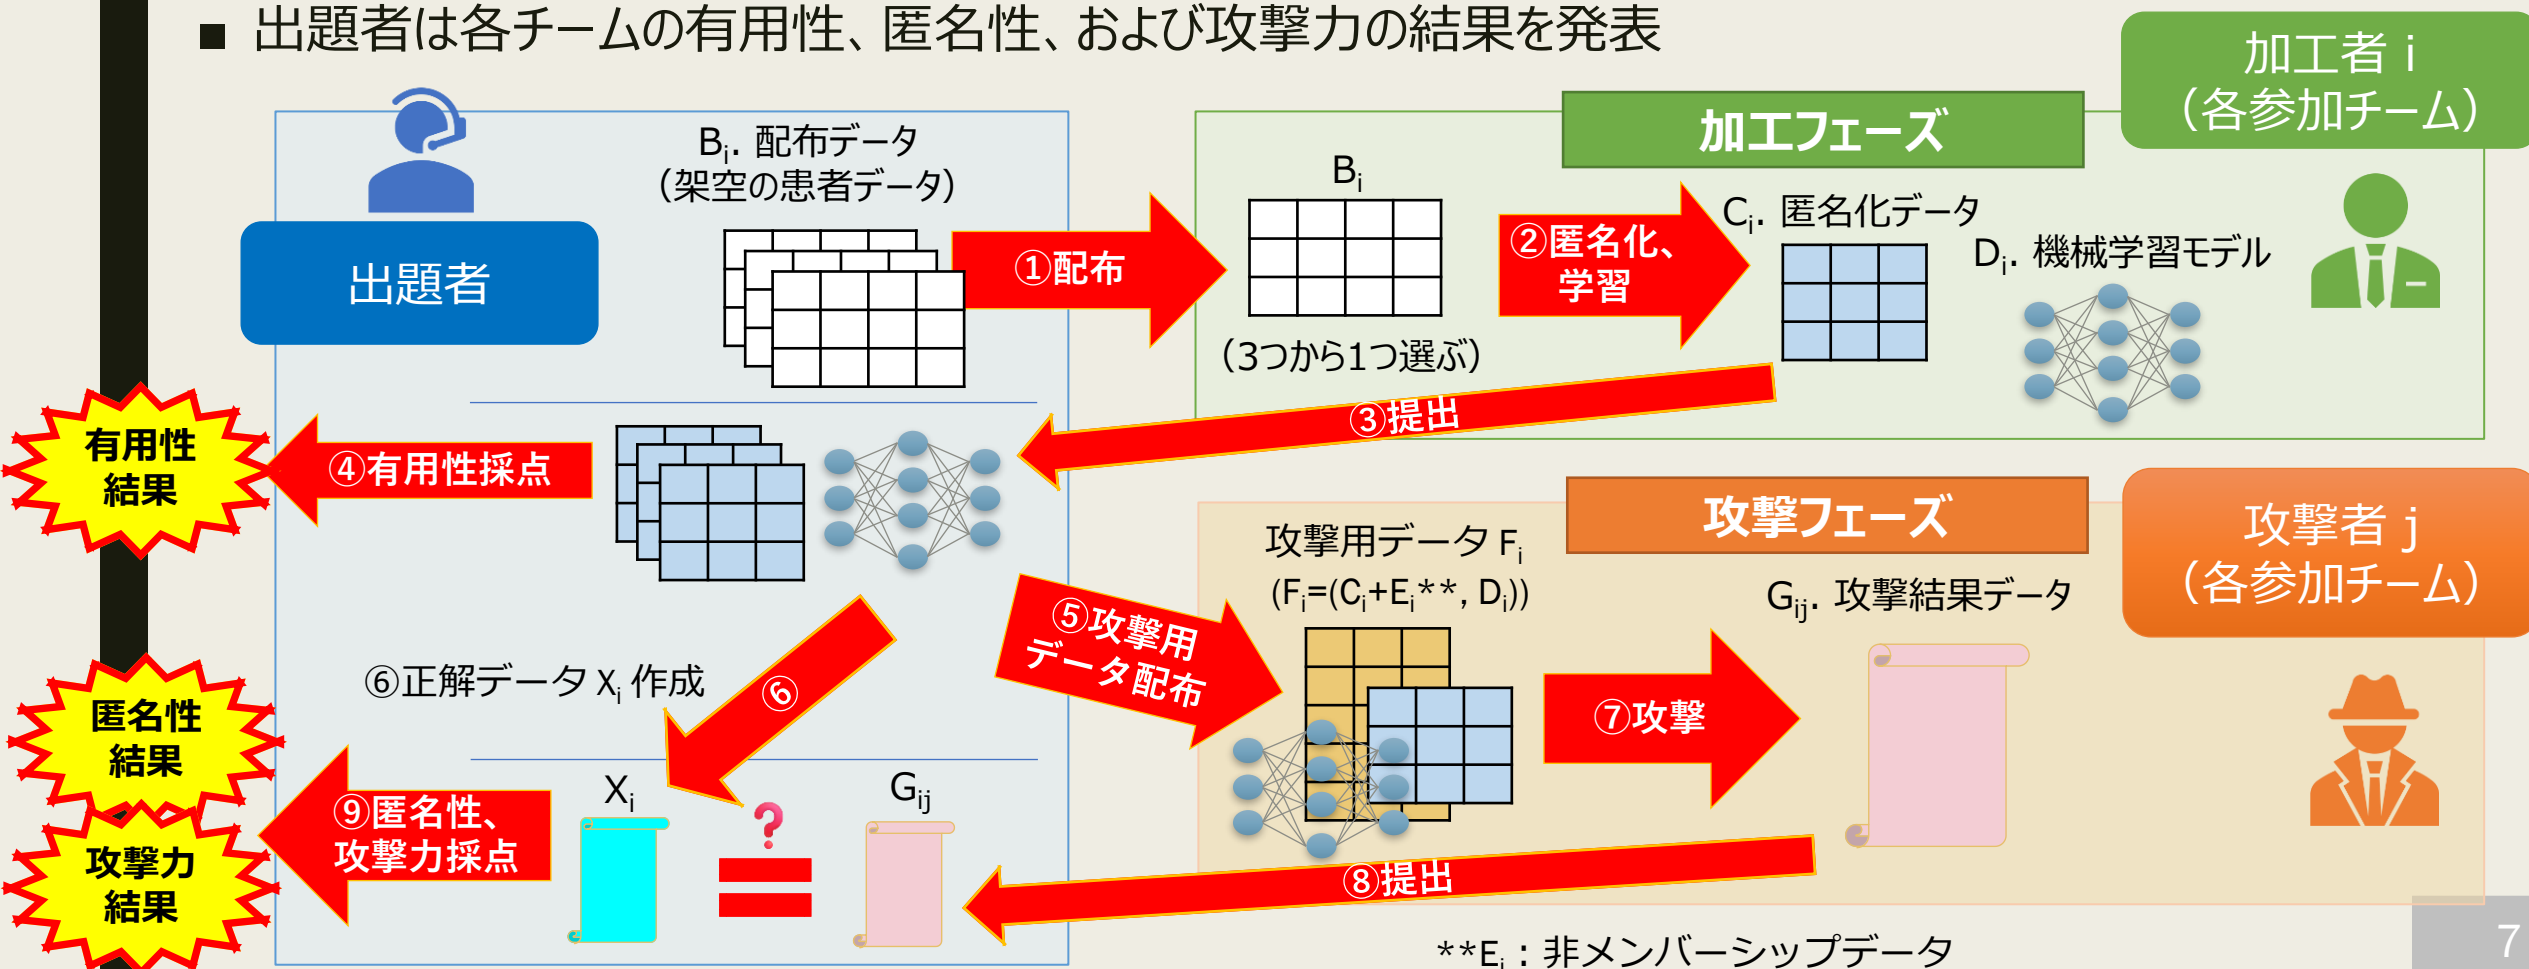 ■ 出題者は各チームの有用性、匿名性、および攻撃力の結果を発表
加工者 i
（各参加チーム）
加工フェーズ
Bi. 配布データ
（架空の患者データ）
出題者
①配布
Bi
（3つから1つ選ぶ）
②匿名化、
学習
Ci. 匿名化データ
Di. 機械学習モデル
③提出
有用性
結果
④有用性採点
攻撃フェーズ
攻撃者 j
（各参加チーム）
攻撃用データ Fi
(Fi=(Ci+Ei**, Di))
Gij. 攻撃結果データ
⑤攻撃用
データ配布
⑥正解データ Xi 作成
⑥
⑦攻撃
匿名性
結果
Xi
Gij
⑨匿名性、
攻撃力採点
?
⑧提出
攻撃力
結果
**Ei：非メンバーシップデータ
7